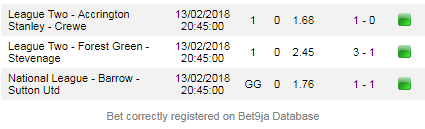 League Two - Accrington
Stanley - Crewe
13/02/2018
20:45:00
1 0 1.68 1 - 0
League Two - Forest Green -
Stevenage
13/02/2018
20:45:00
1 0 2.45 3 - 1
National League - Barrow -
Sutton Utd
13/02/2018
20:45:00
GG 0 1.76 1 - 1
Bet correctly registered on Bet9ja Database